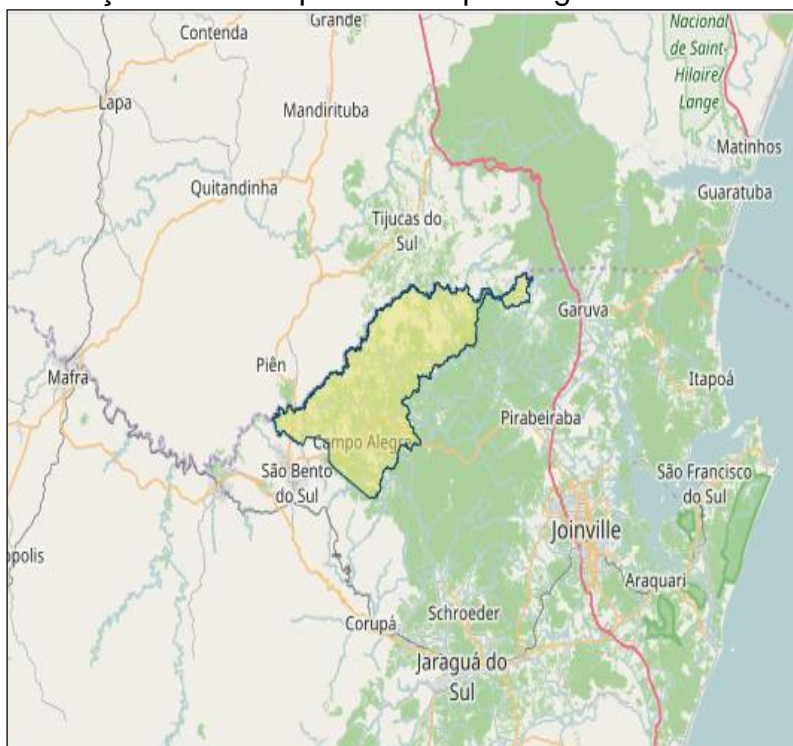 Grande
Contenda
Nacional
de Saint-
Hilaire/
Lange
Lapa
Mandirituba
Matinhos
Quitandinha
Guaratuba
Tijucas do
Sul
Garuva
Piên
Mafra
Itapoá
Pirabeiraba
Campo Alegre
São Bento
do Sul
São Francisco
do Sul
Joinville
opolis
Araquari
Schroeder
Corupá
Jaraguá do
Sul